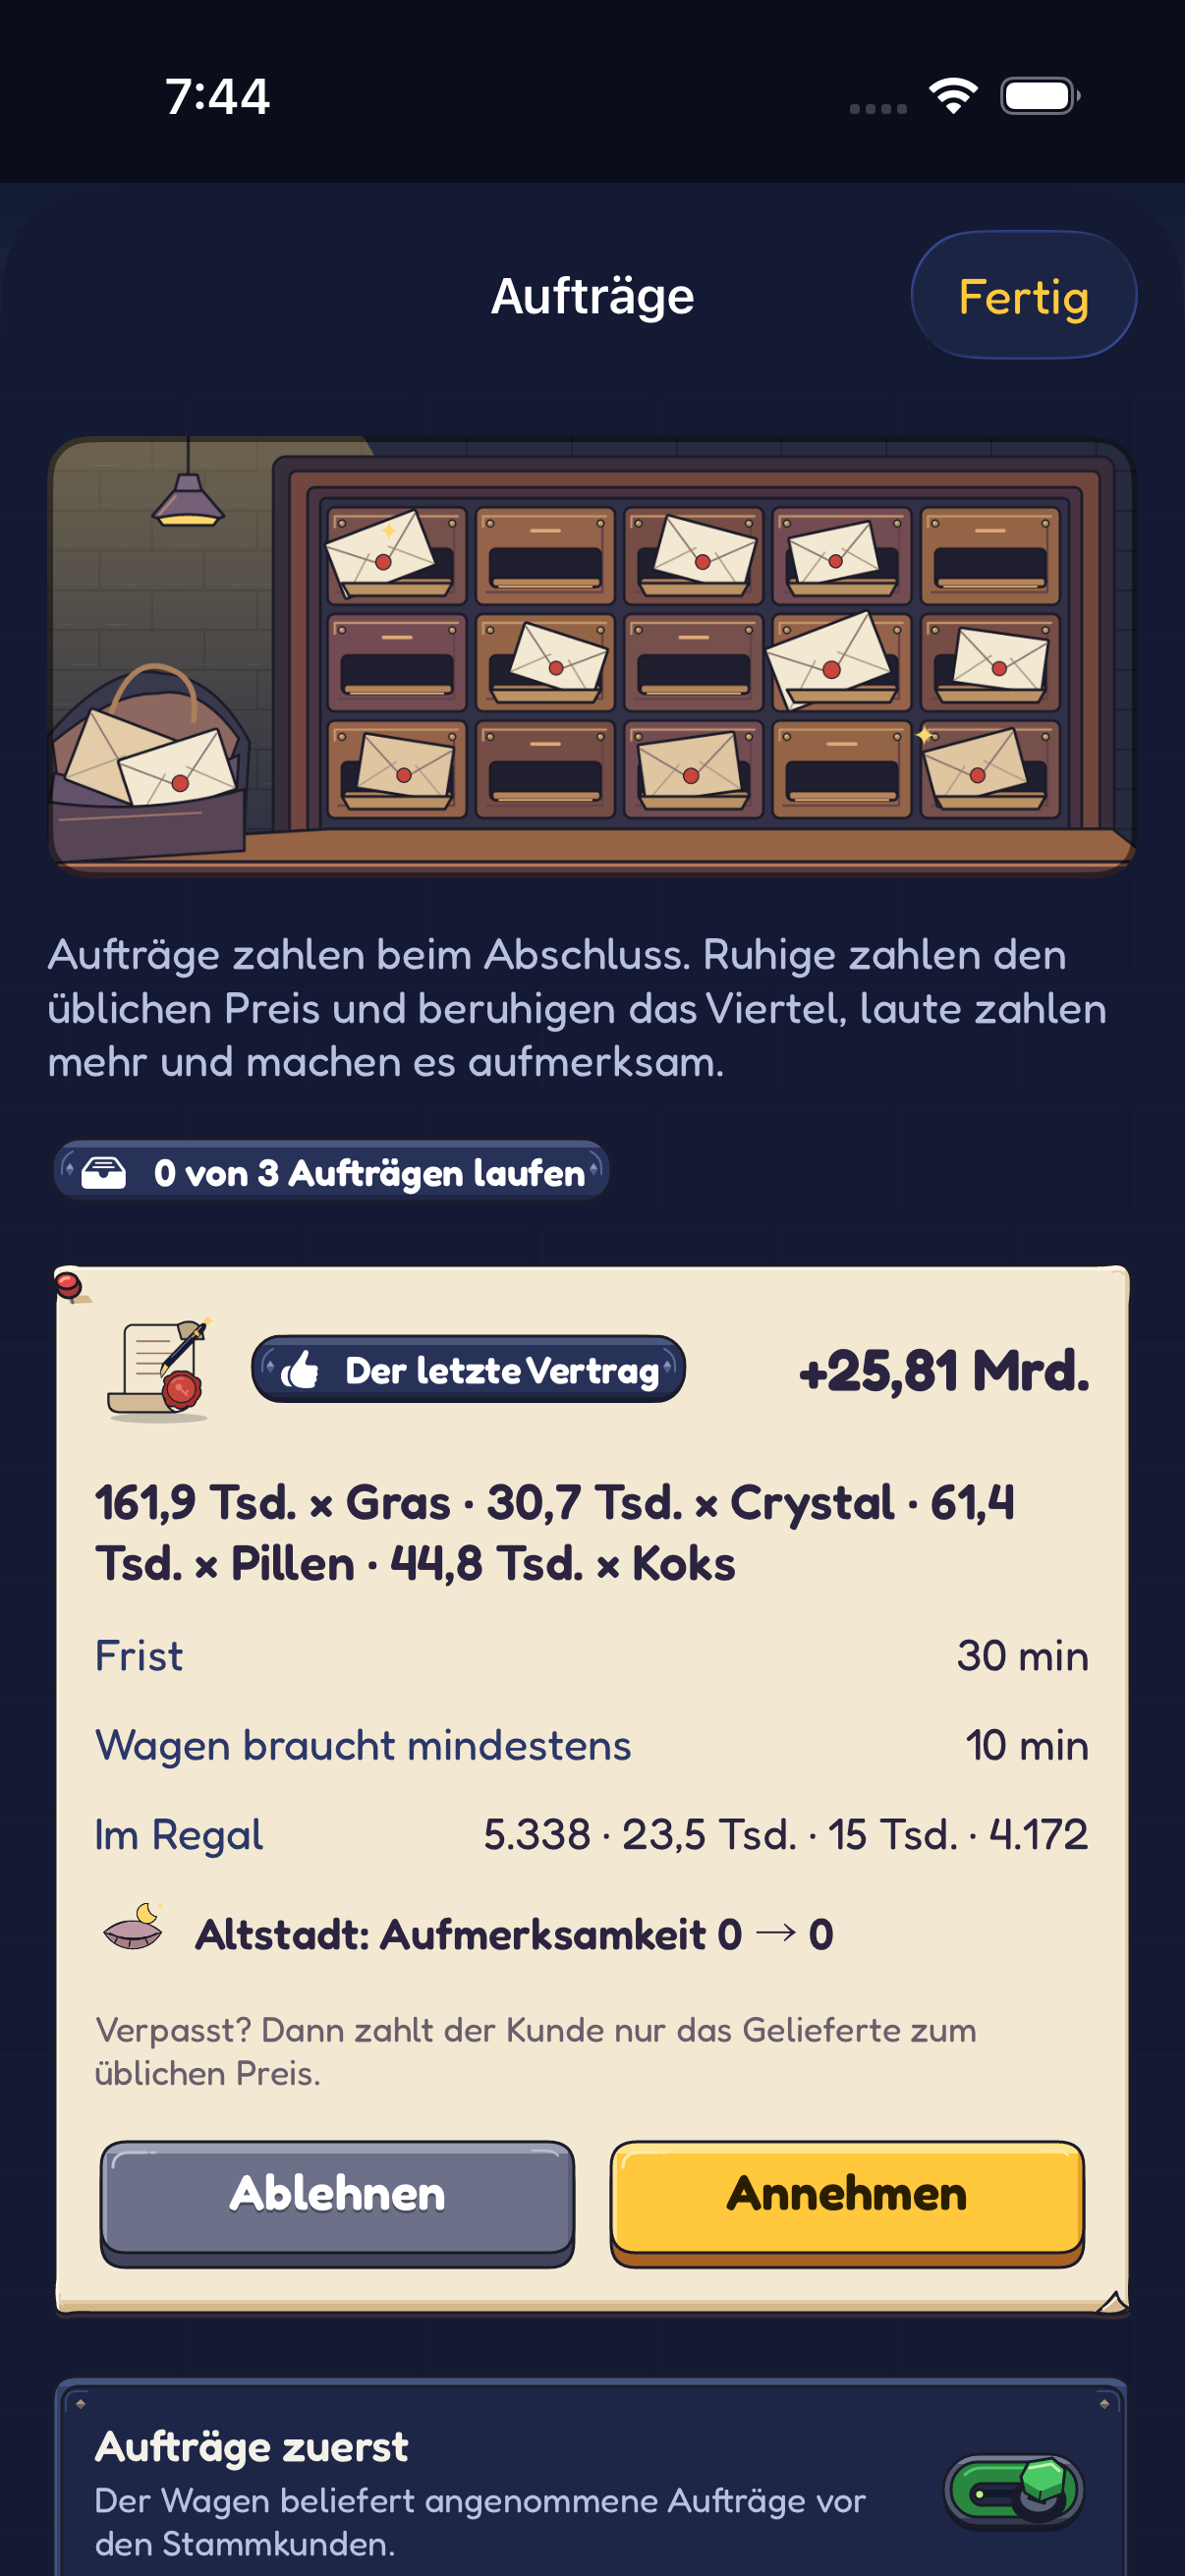 7:44
Aufträge
Fertig
Aufträge zahlen beim Abschluss. Ruhige zahlen den
üblichen Preis und beruhigen das Viertel, laute zahlen
mehr und machen es aufmerksam.
0 von 3 Aufträgen laufen
Der letzte Vertrag
+25,81 Mrd.
161,9 Tsd. × Gras · 30,7 Tsd. × Crystal · 61,4
Tsd. × Pillen · 44,8 Tsd. × Koks
Frist 30 min
Wagen braucht mindestens 10 min
Im Regal 5.338 · 23,5 Tsd. · 15 Tsd. · 4.172
Altstadt: Aufmerksamkeit 0 → 0
Verpasst? Dann zahlt der Kunde nur das Gelieferte zum
üblichen Preis.
Ablehnen
Annehmen
Aufträge zuerst
Der Wagen beliefert angenommene Aufträge vor
den Stammkunden.